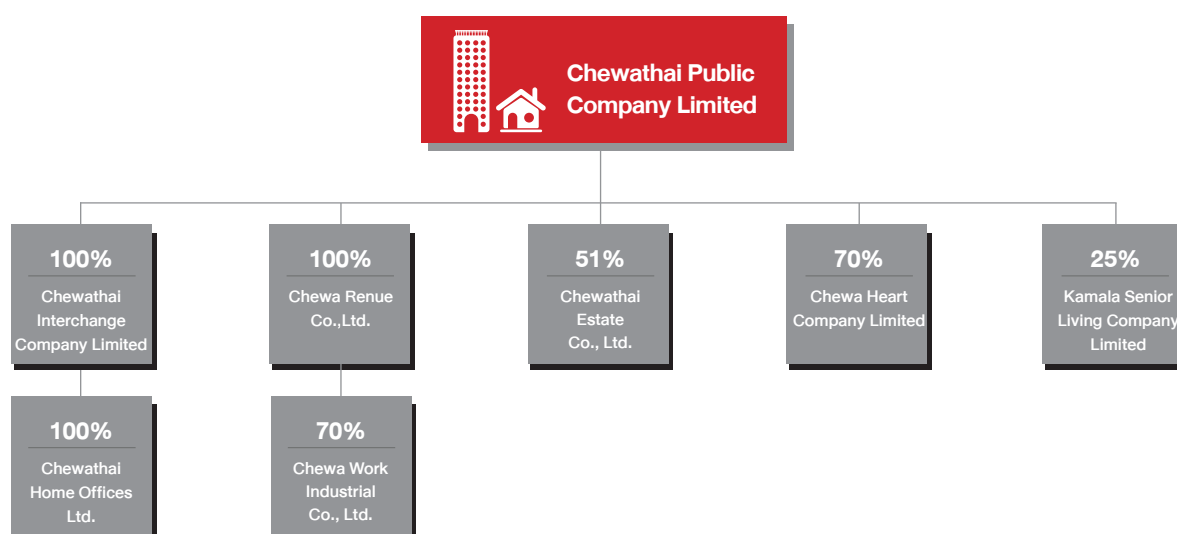 Chewathai Public
Company Limited
100%
Chewathai
Interchange
Company Limited
100%
Chewa Renue
Co.,Ltd.
51%
Chewathai
Estate
Co., Ltd.
70%
Chewa Heart
Company Limited
25%
Kamala Senior
Living Company
Limited
100%
Chewathai
Home Offices
Ltd.
70%
Chewa Work
Industrial
Co., Ltd.